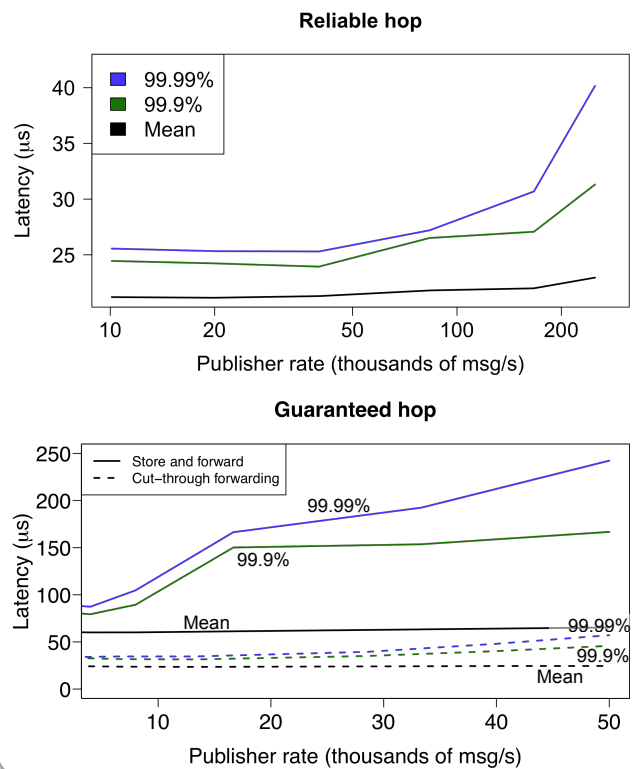 Reliable hop
99.99%
99.9%
Mean
Latency (µs)
40
35
30
25
10 20 50 100 200
Publisher rate (thousands of msg/s)
Guaranteed hop
Store and forward
Cut−through forwarding
Latency (µs)
250
200
150
100
50
0
99.99%
99.9%
Mean
99.99%
99.9%
Mean
10 20 30 40 50
Publisher rate (thousands of msg/s)